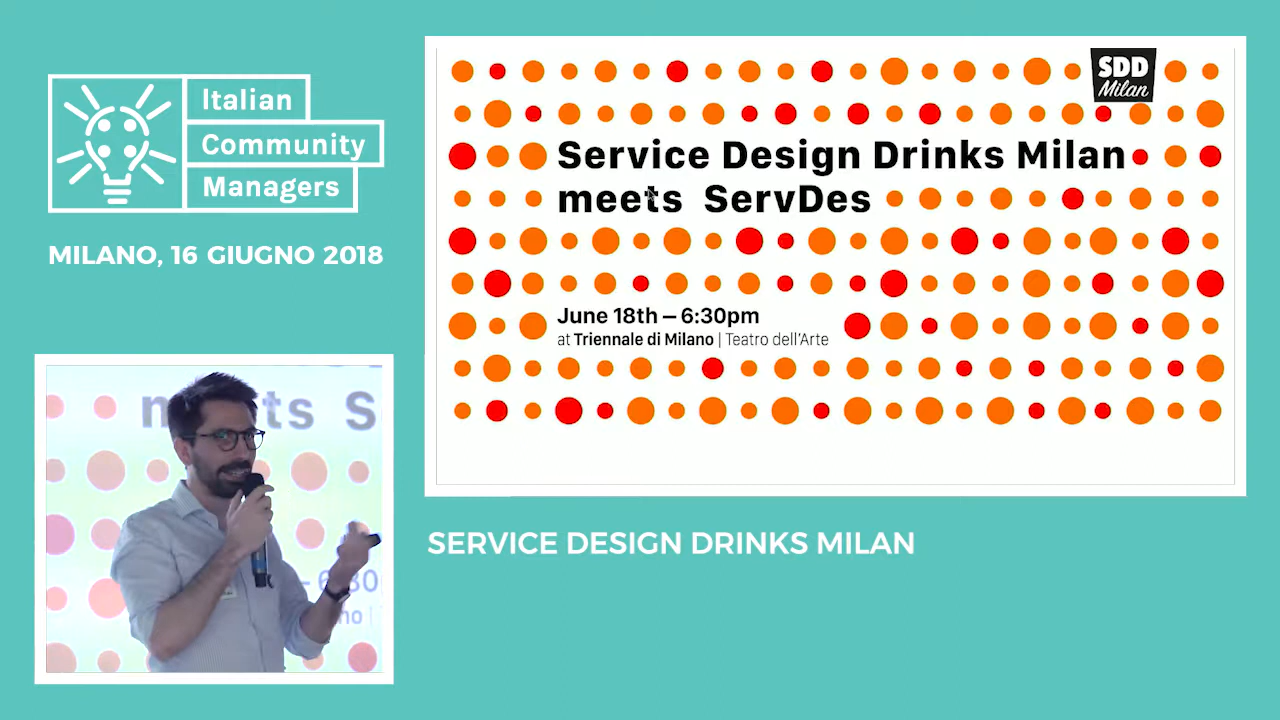 Italian
Community
Managers
MILANO, 16 GIUGNO 2018
SDD
Milan
Service Design Drinks Milan
meets ServDes
June 18th – 6:30pm
at Triennale di Milano | Teatro dell'Arte
SERVICE DESIGN DRINKS MILAN